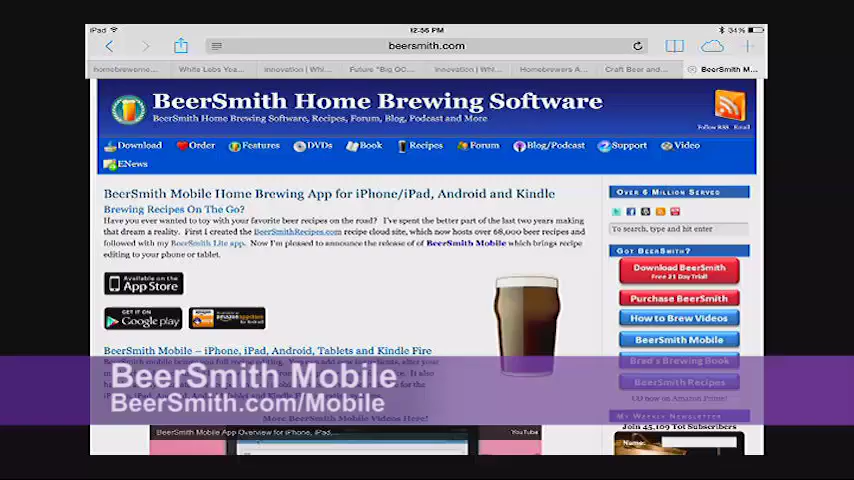 iPad
12:56 PM
34%
beersmith.com
homebreweme...
White Labs Yea...
Innovation | Whi...
Future "Big QC...
Innovation | Whi...
Homebrewers A...
Craft Beer and...
BeerSmith M...
BeerSmith Home Brewing Software
BeerSmith Home Brewing Software, Recipes, Forum, Blog, Podcast and More
Follow RSS Email
Download
Order
Features
DVDs
Book
Recipes
Forum
Blog/Podcast
Support
Video
ENews
BeerSmith Mobile Home Brewing App for iPhone/iPad, Android and Kindle
Brewing Recipes On The Go?
Have you ever wanted to toy with your favorite beer recipes on the road? I've spent the better part of the last two years making
that dream a reality. First I created the BeerSmithRecipes.com recipe cloud site, which now hosts over 68,000 beer recipes and
followed with my BeerSmith Lite app. Now I'm pleased to announce the release of BeerSmith Mobile which brings recipe
editing to your phone or tablet.
Available on the
App Store
GET IT ON
Google play
Available at
amazon appstore
for Android
BeerSmith Mobile – iPhone, iPad, Android, Tablets and Kindle Fire
BeerSmith Mobile
BeerSmith.com/Mobile
More BeerSmith Mobile Videos Here!
BeerSmith Mobile App Overview for iPhone, iPad,...
YouTube
Over 6 Million Served
To search, type and hit enter
Got BeerSmith?
Download BeerSmith
Free 21 Day Trial!
Purchase BeerSmith
How to Brew Videos
BeerSmith Mobile
Brad's Brewing Book
BeerSmith Recipes
My Weekly Newsletter
Join 45,109 Tot Subscribers
Name: